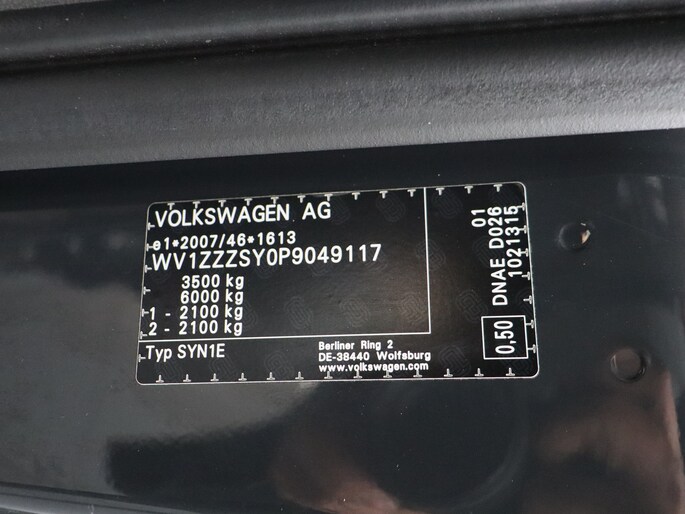 VOLKSWAGEN AG
e1*2007/46*1613
WV1ZZZSY0P9049117
3500 kg
6000 kg
1 - 2100 kg
2 - 2100 kg
Typ SYN1E
Berliner Ring 2
DE-38440 Wolfsburg
www.volkswagen.com
0,50
01
DNAE D026
1021315